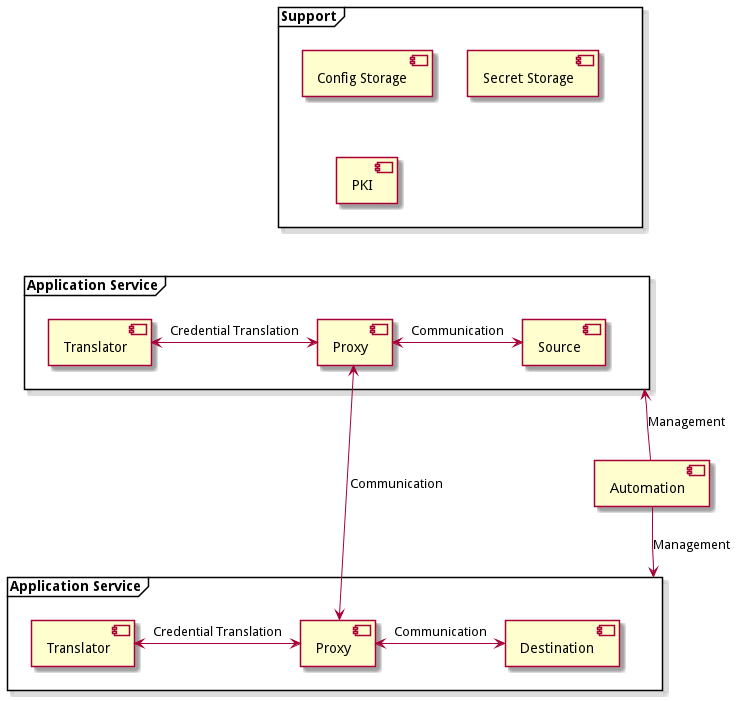 Support
Config Storage
Secret Storage
PKI
Application Service
Translator
Credential Translation
Proxy
Communication
Source
Management
Communication
Automation
Management
Application Service
Translator
Credential Translation
Proxy
Communication
Destination